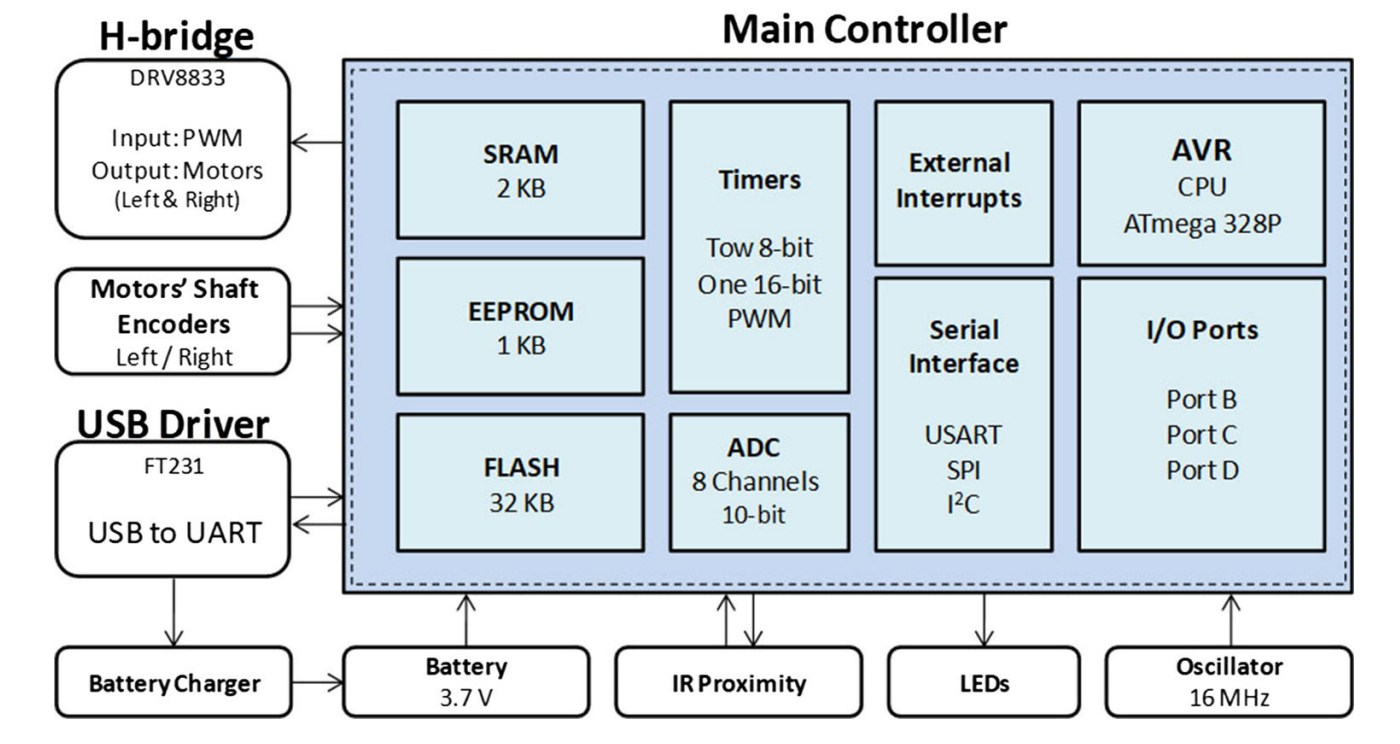 H-bridge
DRV8833
Input: PWM
Output: Motors
(Left & Right)
Motors’ Shaft
Encoders
Left / Right
USB Driver
FT231
USB to UART
Main Controller
SRAM
2 KB
EEPROM
1 KB
FLASH
32 KB
Timers
Tow 8-bit
One 16-bit
PWM
ADC
8 Channels
10-bit
External
Interrupts
Serial
Interface
USART
SPI
I²C
AVR
CPU
ATmega 328P
I/O Ports
Port B
Port C
Port D
Battery Charger
Battery
3.7 V
IR Proximity
LEDs
Oscillator
16 MHz